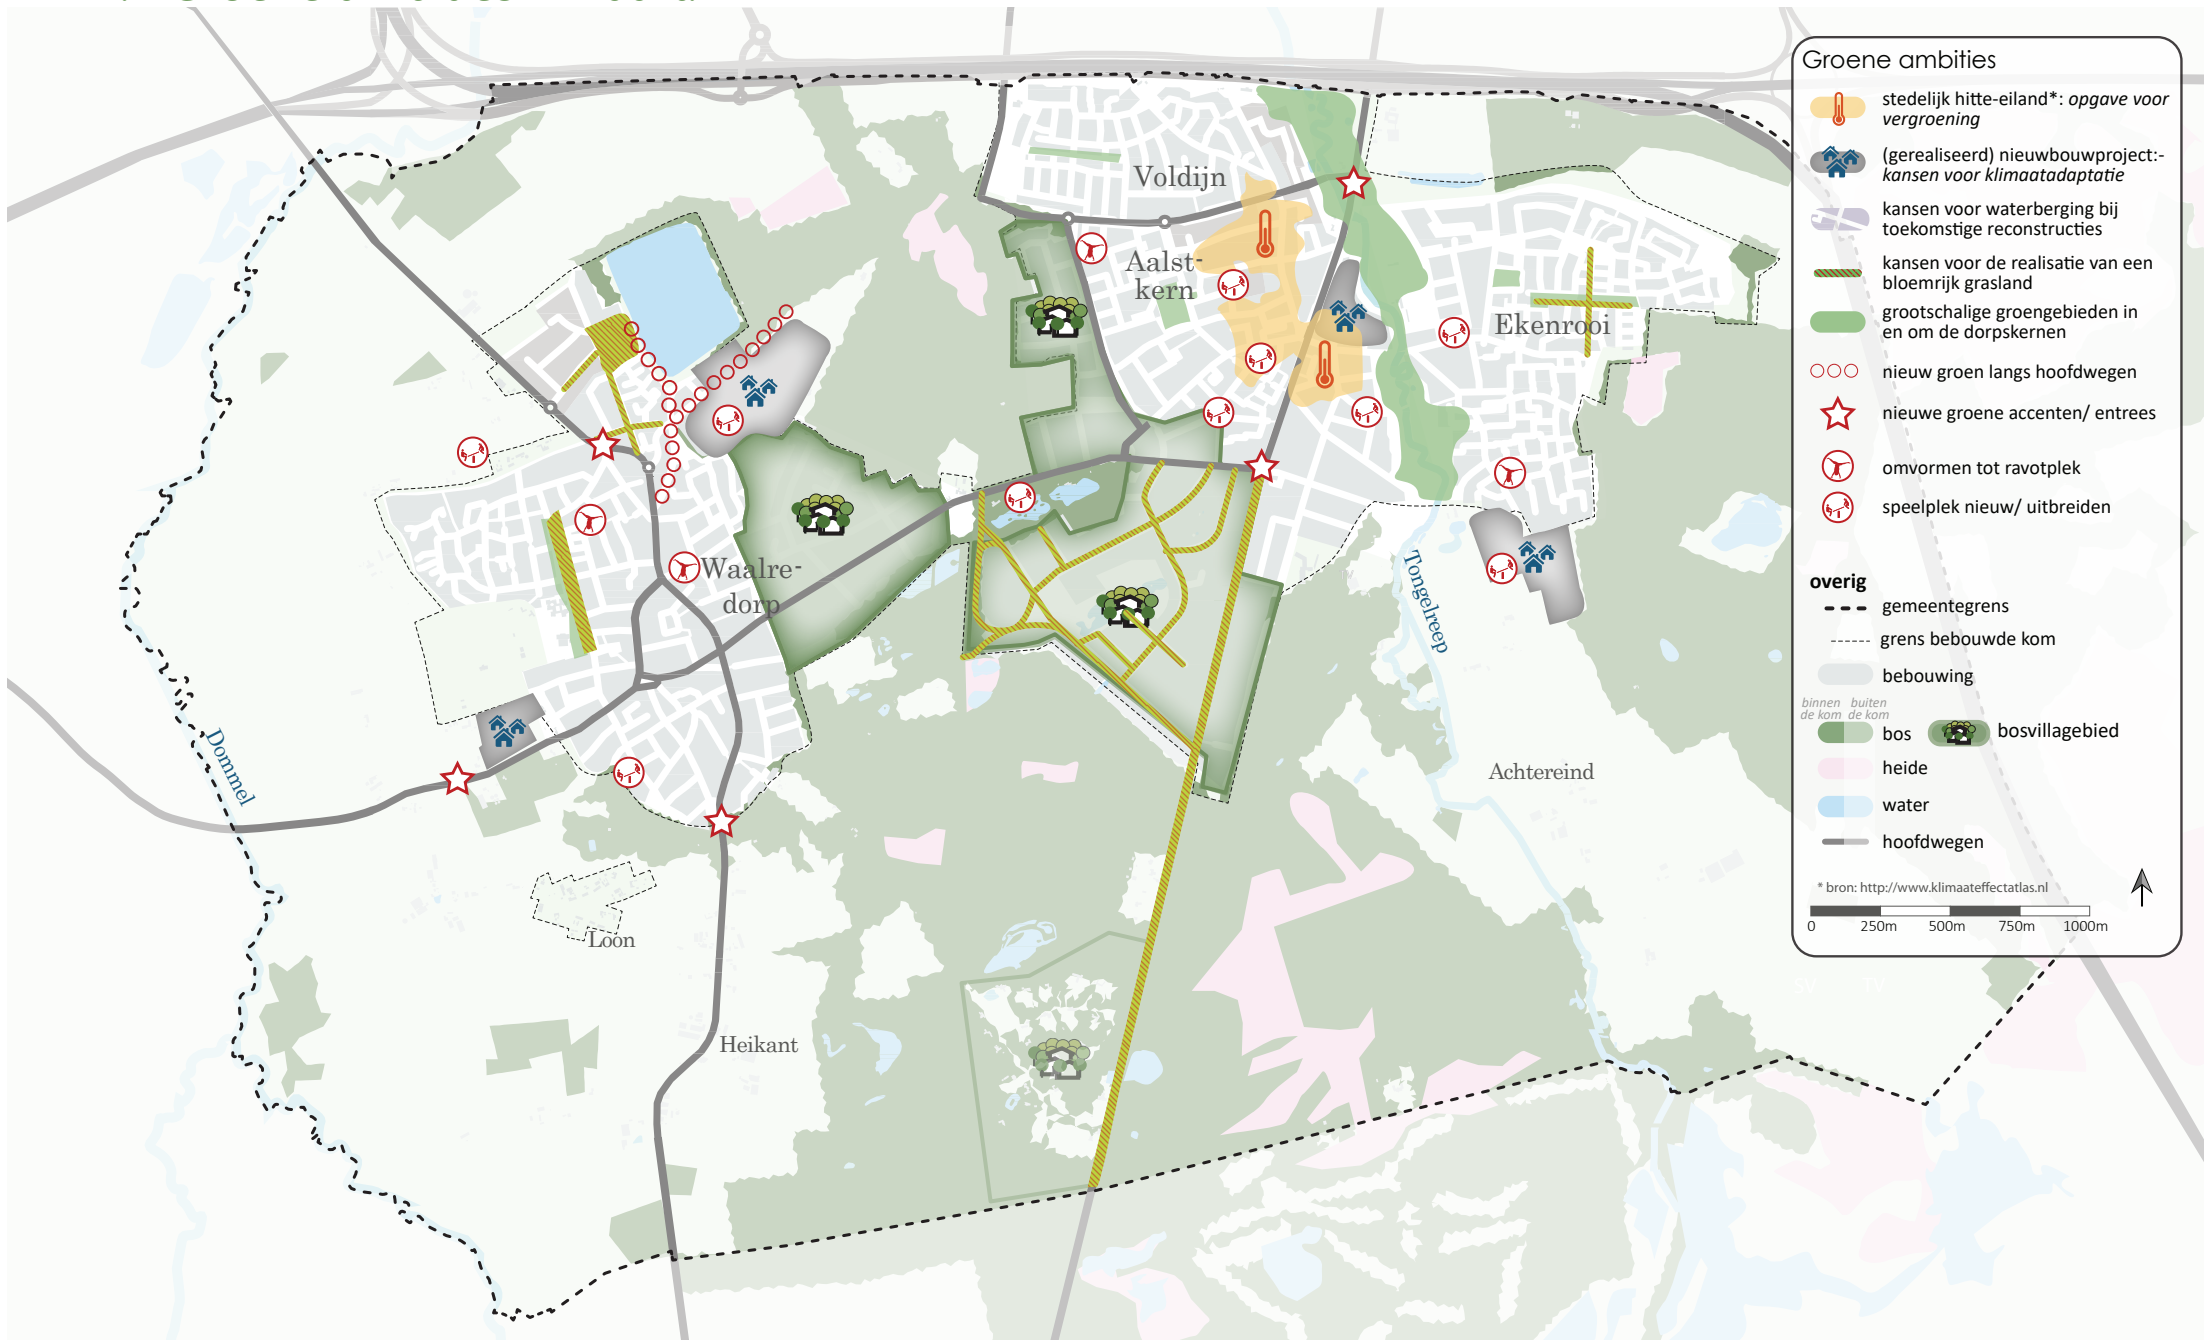 Voldijn
Aalst-
kern
Ekenrooi
Waalre-
dorp
Tongelreep
Dommel
Achtereind
Loon
Heikant
Groene ambities
stedelijk hitte-eiland*: opgave voor
vergroening
(gerealiseerd) nieuwbouwproject:-
kansen voor klimaatadaptatie
kansen voor waterberging bij
toekomstige reconstructies
kansen voor de realisatie van een
bloemrijk grasland
grootschalige groengebieden in
en om de dorpskernen
nieuw groen langs hoofdwegen
nieuwe groene accenten/ entrees
omvormen tot ravotplek
speelplek nieuw/ uitbreiden
overig
gemeentegrens
grens bebouwde kom
bebouwing
binnen buiten
de kom de kom
bos bosvillagebied
heide
water
hoofdwegen
* bron: http://www.klimaateffectatlas.nl
0 250m 500m 750m 1000m